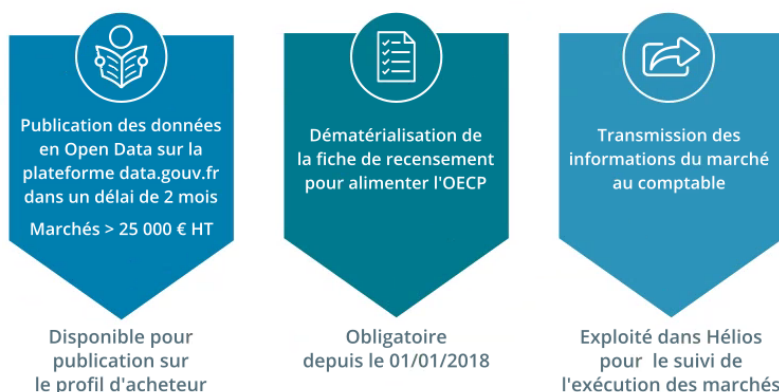 Publication des données
en Open Data sur la
plateforme data.gouv.fr
dans un délai de 2 mois
Marchés > 25 000 € HT
Disponible pour
publication sur
le profil d'acheteur
Dématérialisation de
la fiche de recensement
pour alimenter l'OECP
Obligatoire
depuis le 01/01/2018
Transmission des
informations du marché
au comptable
Exploité dans Hélios
pour le suivi de
l'exécution des marchés